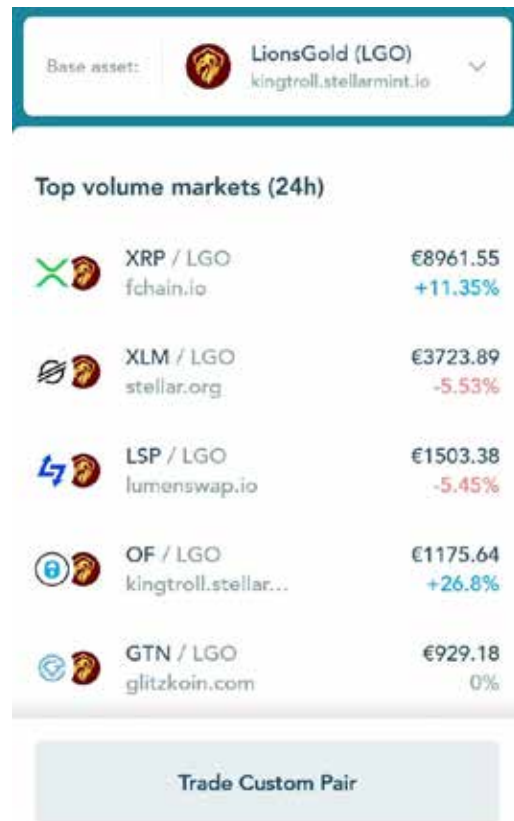 Base asset:
LionsGold (LGO)
kingtroll.stellarmint.io
Top volume markets (24h)
XRP / LGO
€8961.55
fchain.io
+11.35%
XLM / LGO
€3723.89
stellar.org
-5.53%
LSP / LGO
€1503.38
lumenswap.io
-5.45%
OF / LGO
€1175.64
kingtroll.stellar...
+26.8%
GTN / LGO
€929.18
glitzkoin.com
0%
Trade Custom Pair